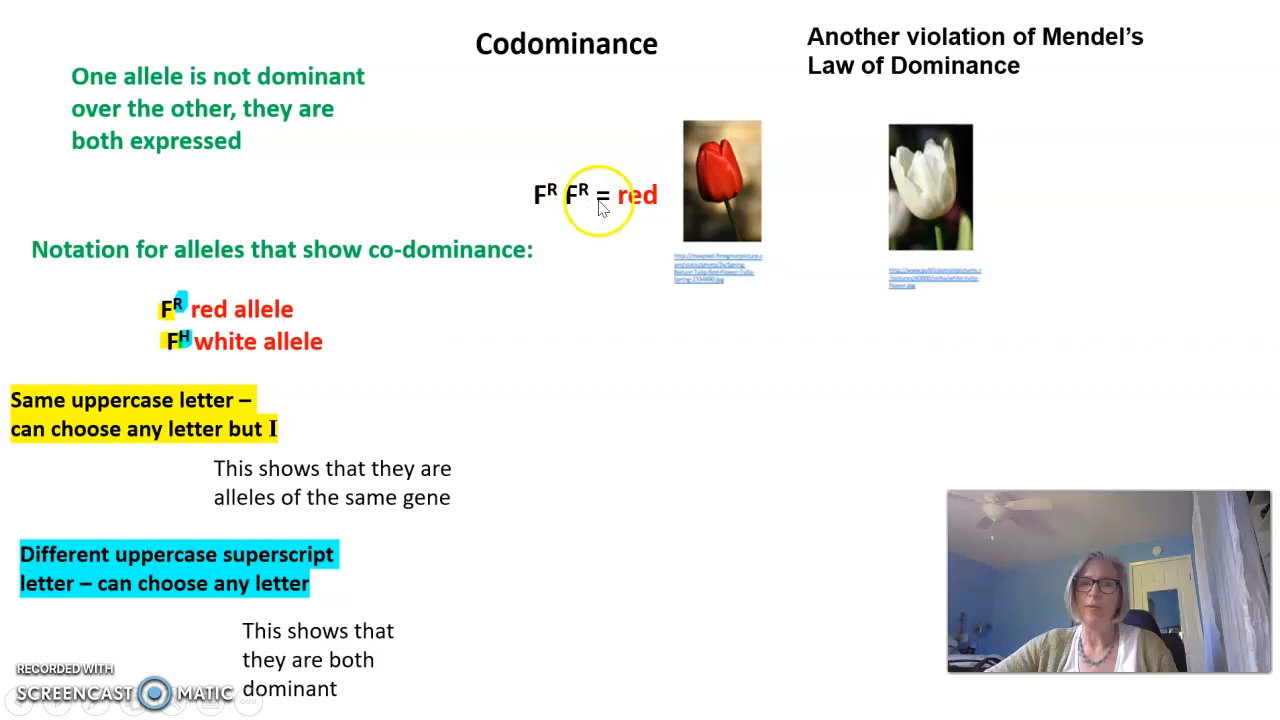 Codominance
Another violation of Mendel’s
Law of Dominance
One allele is not dominant
over the other, they are
both expressed
Fᴿ Fᴿ = red
Notation for alleles that show co-dominance:
Fᴿ red allele
Fᴴ white allele
Same uppercase letter –
can choose any letter but I
This shows that they are
alleles of the same gene
Different uppercase superscript
letter – can choose any letter
This shows that
they are both
dominant
RECORDED WITH
SCREENCAST MATIC